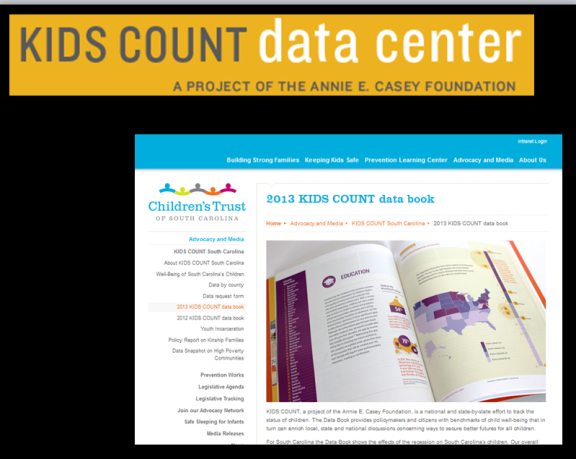 KIDS COUNT data center
A PROJECT OF THE ANNIE E. CASEY FOUNDATION
Intranet Login
Building Strong Families Keeping Kids Safe Prevention Learning Center Advocacy and Media About Us
Children's Trust
OF SOUTH CAROLINA
Advocacy and Media
KIDS COUNT South Carolina
About KIDS COUNT South Carolina
Well-Being of South Carolina's Children
Data by county
Data request form
2013 KIDS COUNT data book
2012 KIDS COUNT data book
Youth Incarceration
Policy Report on Kinship Families
Data Snapshot on High Poverty
Communities
Prevention Works
Legislative Agenda
Legislative Tracking
Join our Advocacy Network
Safe Sleeping for Infants
Media Releases
2013 KIDS COUNT data book
Home • Advocacy and Media • KIDS COUNT South Carolina • 2013 KIDS COUNT data book
EDUCATION
KIDS COUNT, a project of the Annie E. Casey Foundation, is a national and state-by-state effort to track the
status of children. The Data Book provides policymakers and citizens with benchmarks of child well-being that in
turn can enrich local, state and national discussions concerning ways to secure better futures for all children.
For South Carolina the Data Book shows the effects of the recession on South Carolina's children. Our overall